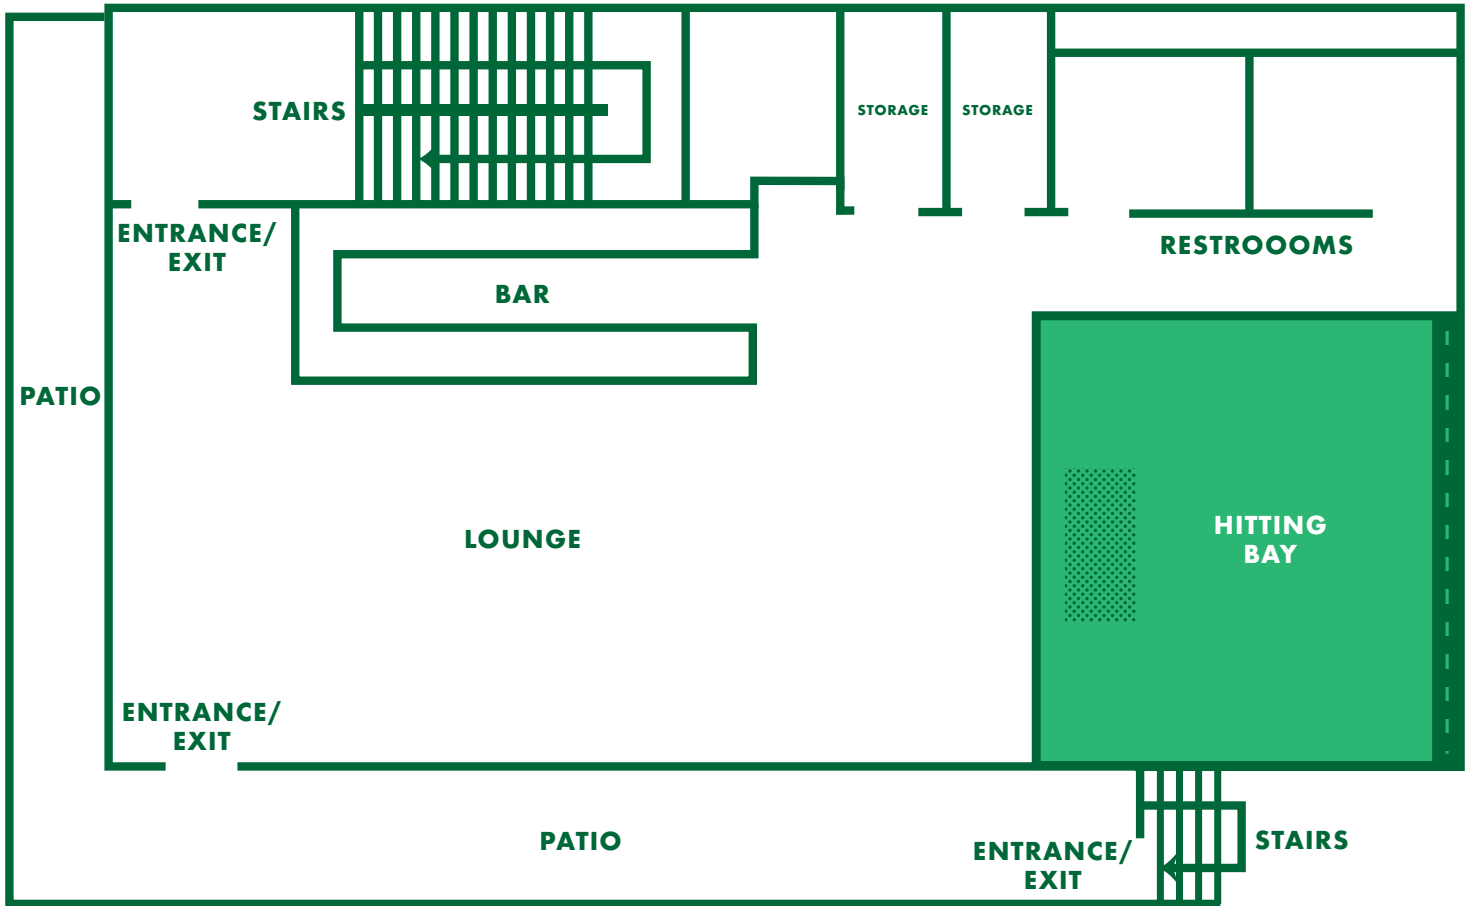 STAIRS
STORAGE
STORAGE
ENTRANCE/
EXIT
RESTROOOMS
BAR
PATIO
LOUNGE
HITTING
BAY
ENTRANCE/
EXIT
PATIO
ENTRANCE/
EXIT
STAIRS